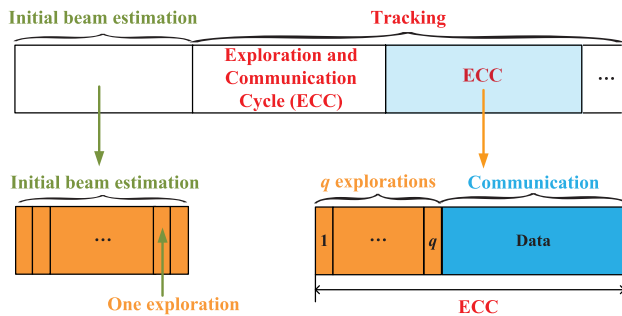 Initial beam estimation
Tracking
Exploration and
Communication
Cycle (ECC)
ECC
...
Initial beam estimation
q explorations
Communication
...
1
...
q
Data
One exploration
ECC